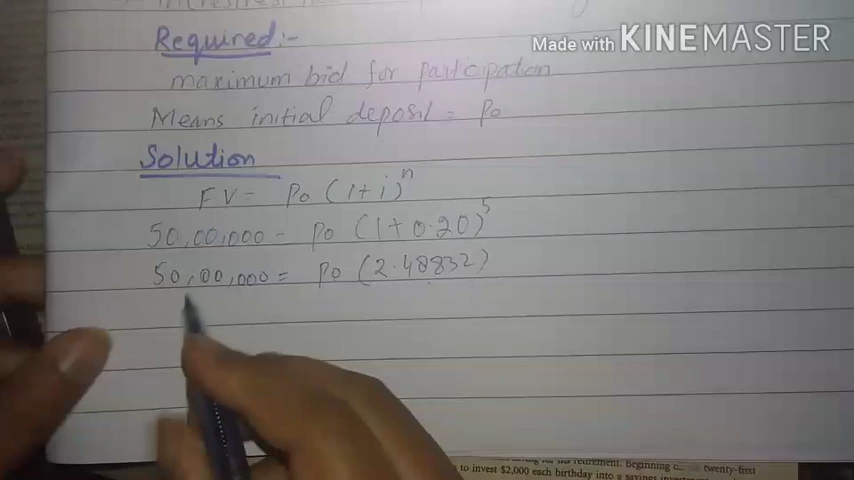 Required:-
Made with KINEMASTER
maximum bid for participation
Means initial deposit = Po
Solution
FV = Po (1+i)^n
50,00,000 = Po (1+0.20)^5
50,00,000 = Po (2.48832)
twenty-first
to invest $2,000 each birthday into a savings